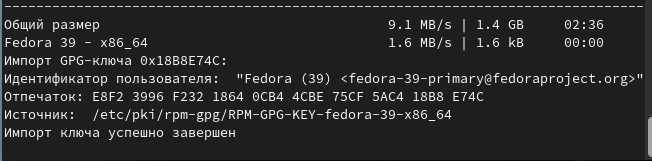 --------------------------------------------------------------------------------
Общий размер 9.1 MB/s | 1.4 GB 02:36
Fedora 39 - x86_64 1.6 MB/s | 1.6 kB 00:00
Импорт GPG-ключа 0x18B8E74C:
Идентификатор пользователя: "Fedora (39) <fedora-39-primary@fedoraproject.org>"
Отпечаток: E8F2 3996 F232 1864 0CB4 4CBE 75CF 5AC4 18B8 E74C
Источник: /etc/pki/rpm-gpg/RPM-GPG-KEY-fedora-39-x86_64
Импорт ключа успешно завершен